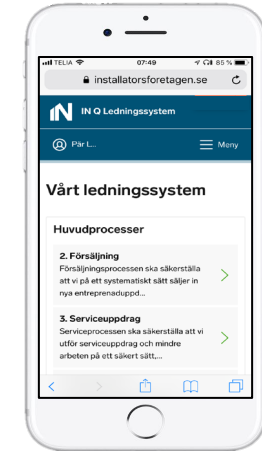 TELIA 07:49 85 %
installatorsforetagen.se
IN IN Q Ledningssystem
Pär L... Meny
Vårt ledningssystem
Huvudprocesser
2. Försäljning
Försäljningsprocessen ska säkerställa
att vi på ett systematiskt sätt säljer in
nya entreprenaduppd...
3. Serviceuppdrag
Serviceprocessen ska säkerställa att vi
utför serviceuppdrag och mindre
arbeten på ett säkert sätt,...